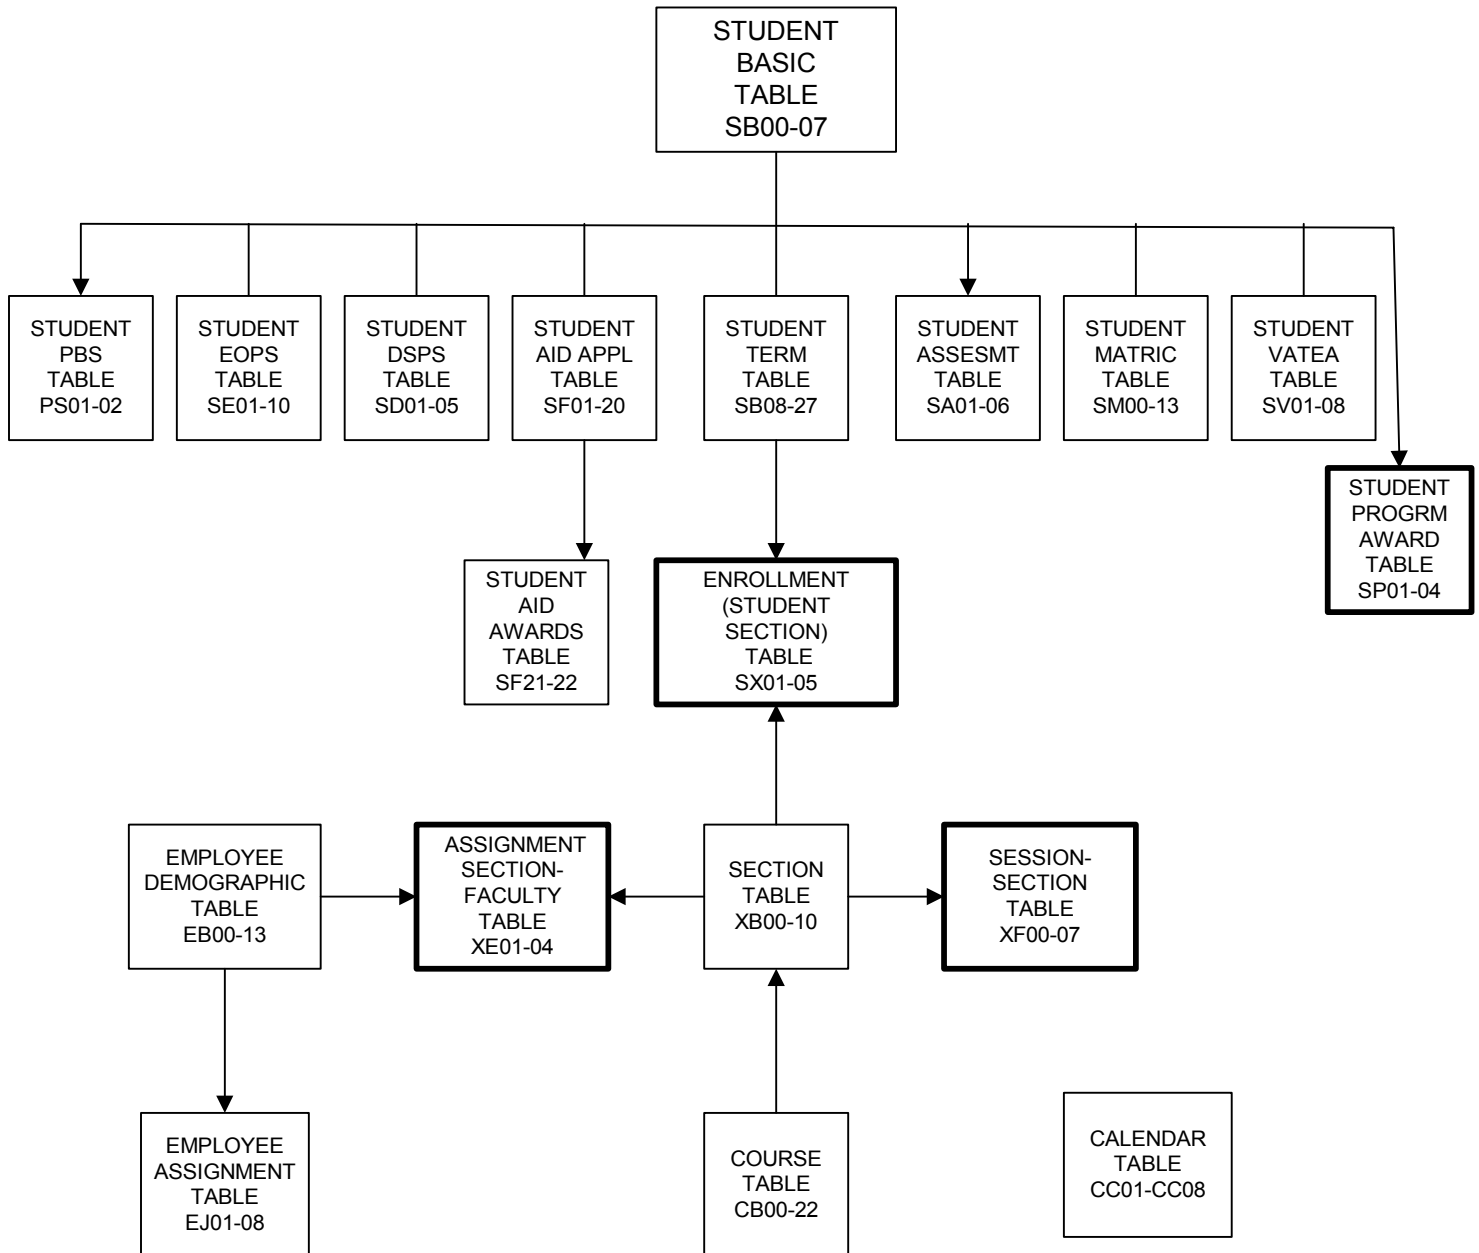 STUDENT
BASIC
TABLE
SB00-07
STUDENT
PBS
TABLE
PS01-02
STUDENT
EOPS
TABLE
SE01-10
STUDENT
DSPS
TABLE
SD01-05
STUDENT
AID APPL
TABLE
SF01-20
STUDENT
TERM
TABLE
SB08-27
STUDENT
ASSESMT
TABLE
SA01-06
STUDENT
MATRIC
TABLE
SM00-13
STUDENT
VATEA
TABLE
SV01-08
STUDENT
PROGRM
AWARD
TABLE
SP01-04
STUDENT
AID
AWARDS
TABLE
SF21-22
ENROLLMENT
(STUDENT
SECTION)
TABLE
SX01-05
EMPLOYEE
DEMOGRAPHIC
TABLE
EB00-13
ASSIGNMENT
SECTION-
FACULTY
TABLE
XE01-04
SECTION
TABLE
XB00-10
SESSION-
SECTION
TABLE
XF00-07
EMPLOYEE
ASSIGNMENT
TABLE
EJ01-08
COURSE
TABLE
CB00-22
CALENDAR
TABLE
CC01-CC08